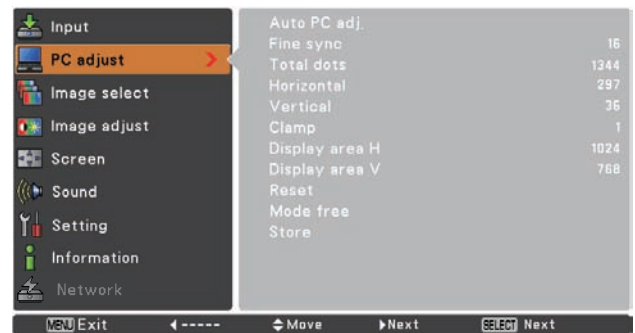 Input
PC adjust
Image select
Image adjust
Screen
Sound
Setting
Information
Network
Auto PC adj.
Fine sync 16
Total dots 1344
Horizontal 297
Vertical 36
Clamp 1
Display area H 1024
Display area V 768
Reset
Mode free
Store
MENU Exit ◀----- Move ▶Next SELECT Next